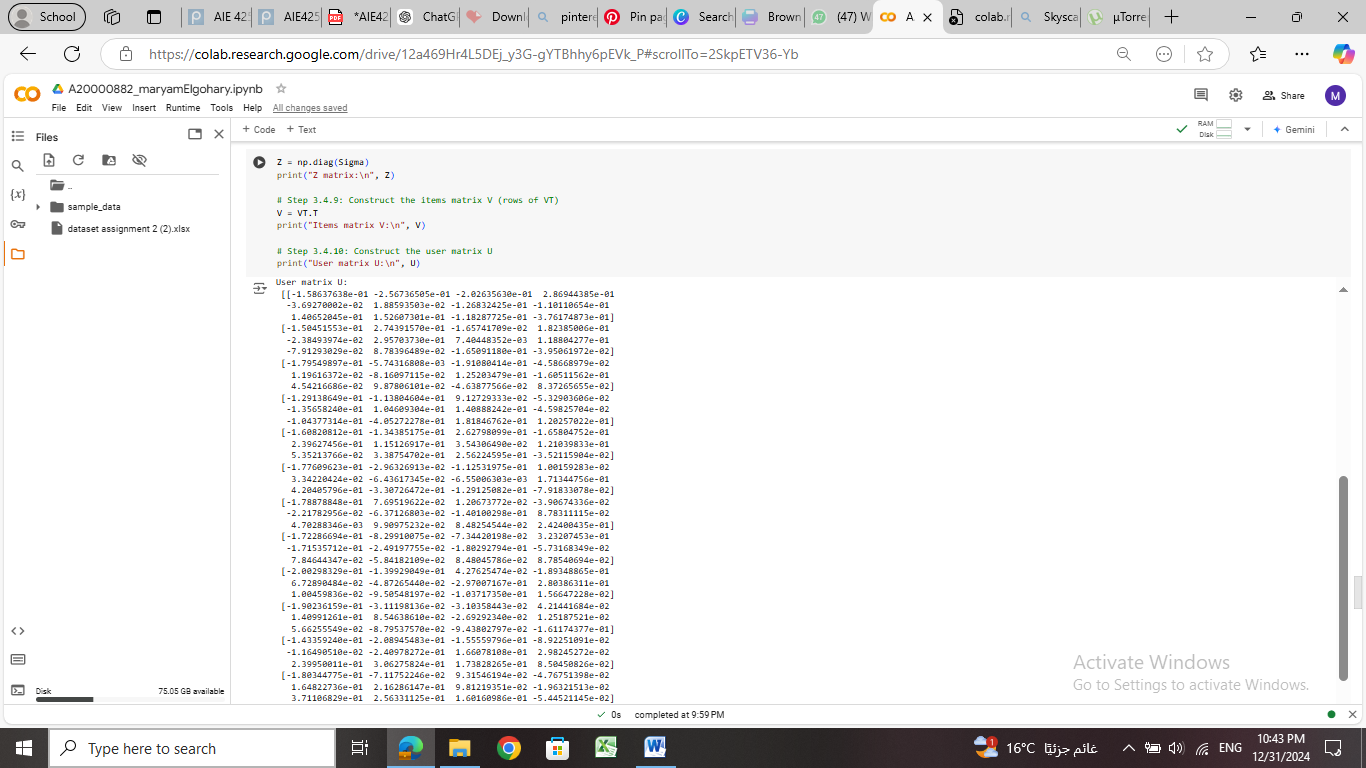 School
AIE 425
AIE425
*AIE42
ChatGP
Downl
pintere
Pin pac
Search
Brown
(47) W
A
colab.r
Skysca
µTorre
https://colab.research.google.com/drive/12a469Hr4L5DEj_y3G-gYTBhhy6pEVk_P#scrollTo=2SkpETV36-Yb
A20000882_maryamElgohary.ipynb
File Edit View Insert Runtime Tools Help All changes saved
Share
M
Files
+ Code + Text
RAM
Disk
Gemini
..
sample_data
dataset assignment 2 (2).xlsx
Z = np.diag(Sigma)
print("Z matrix:\n", Z)
# Step 3.4.9: Construct the items matrix V (rows of VT)
V = VT.T
print("Items matrix V:\n", V)
# Step 3.4.10: Construct the user matrix U
print("User matrix U:\n", U)
User matrix U:
[[-1.58637638e-01 -2.56736505e-01 -2.02635630e-01 2.86944385e-01
-3.69270002e-02 1.88593503e-02 -1.26832425e-01 -1.10110654e-01
1.40652045e-01 1.52607301e-01 -1.18287725e-01 -3.76174873e-01]
[-1.50451553e-01 2.74391570e-01 -1.65741709e-02 1.82385006e-01
-2.38493974e-02 2.95703730e-01 7.40448352e-03 1.18804277e-01
-7.91293029e-02 8.78396489e-02 -1.65091180e-01 -3.95061972e-02]
[-1.79549897e-01 -5.74316808e-03 -1.91080414e-01 -4.58668979e-02
1.19616372e-02 -8.16097115e-02 1.25203479e-01 -1.60511562e-01
4.54216686e-02 9.87806101e-02 -4.63877566e-02 8.37265655e-02]
[-1.29138649e-01 -1.13804604e-01 9.12729333e-02 -5.32903606e-02
-1.35658240e-01 1.04609304e-01 1.40888242e-01 -4.59825704e-02
-1.04377314e-01 -4.05272278e-01 1.81846762e-01 1.20257022e-01]
[-1.60820812e-01 -1.34385175e-01 2.62798099e-01 -1.65804752e-01
2.39627456e-01 1.15126917e-01 3.54306490e-02 1.21039833e-01
5.35213766e-02 3.38754702e-01 2.56224595e-01 -3.52115904e-02]
[-1.77609623e-01 -2.96326913e-02 -1.12531975e-01 1.00159283e-02
3.34220424e-02 -6.43617345e-02 -6.55006303e-03 1.71344756e-01
4.20405796e-01 -3.30726472e-01 -1.29125082e-01 -7.91833078e-02]
[-1.78878848e-01 7.69519622e-02 1.20673772e-02 -3.90674336e-02
-2.21782956e-02 -6.37126803e-02 -1.40100298e-01 8.78311115e-02
4.70288346e-03 9.90975232e-02 8.48254544e-02 2.42400435e-01]
[-1.72286694e-01 -8.29910075e-02 -7.34420198e-02 3.23207453e-01
-1.71535712e-01 -2.49197755e-01 -1.80292794e-01 -5.73168349e-02
7.84644347e-02 -5.84182109e-02 8.48045786e-02 8.78540694e-02]
[-2.00298329e-01 -1.39929049e-01 4.27625474e-02 -1.89348865e-01
6.72890484e-02 -4.87265440e-02 -2.97007167e-01 2.80386311e-01
1.00459836e-02 -9.50548197e-02 -1.03717350e-01 1.56647228e-02]
[-1.90236159e-01 -3.11198136e-02 -3.10358443e-02 4.21441684e-02
1.40991261e-01 8.54638610e-02 -2.69292340e-02 1.25187521e-02
5.66255549e-02 -8.79537570e-02 -9.43802797e-02 -1.61174377e-01]
[-1.43359240e-01 -2.08945483e-01 -1.55559796e-01 -8.92251091e-02
-1.16490510e-02 -2.40978272e-01 1.66078108e-01 2.98245272e-02
2.39950011e-01 3.06275824e-01 1.73828265e-01 8.50450826e-02]
[-1.80344775e-01 -7.11752246e-02 9.31546194e-02 -4.76751398e-02
1.64822736e-01 2.16286147e-01 9.81219351e-02 -1.96321513e-02
3.71106829e-01 2.56331125e-01 1.60160986e-01 -5.44521145e-02]
Activate Windows
Go to Settings to activate Windows.
Disk 75.05 GB available
0s completed at 9:59 PM
Type here to search
1
16°C غائم جزئيًا
ENG
10:43 PM
12/31/2024